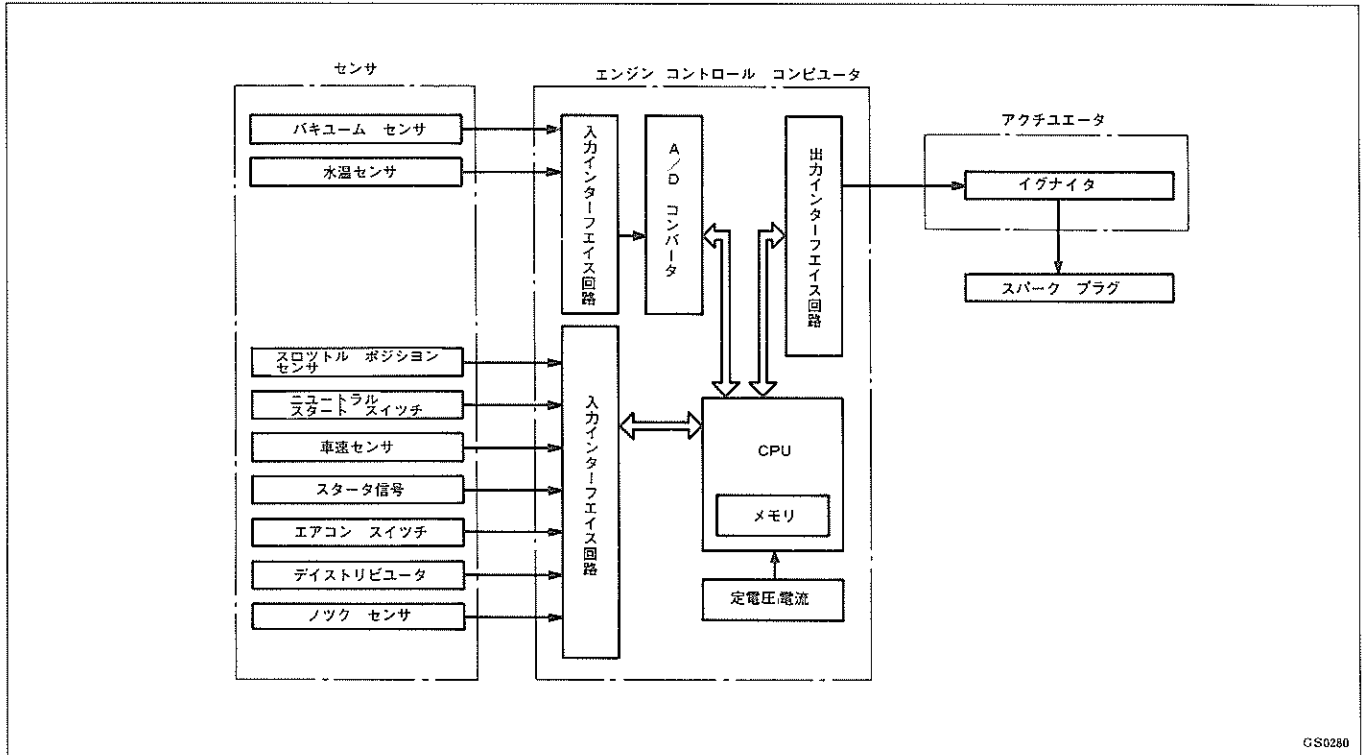 センサ
バキユーム センサ
水温センサ
スロツトル ポジシヨン
センサ
ニユートラル
スタート スイツチ
車速センサ
スタータ信号
エアコン スイツチ
デイストリビユータ
ノツク センサ
エンジン コントロール コンピユータ
入力インターフエイス回路
A/D コンバータ
出力インターフエイス回路
入力インターフエイス回路
CPU
メモリ
定電圧電流
アクチユエータ
イグナイタ
スパーク プラグ
GS0280